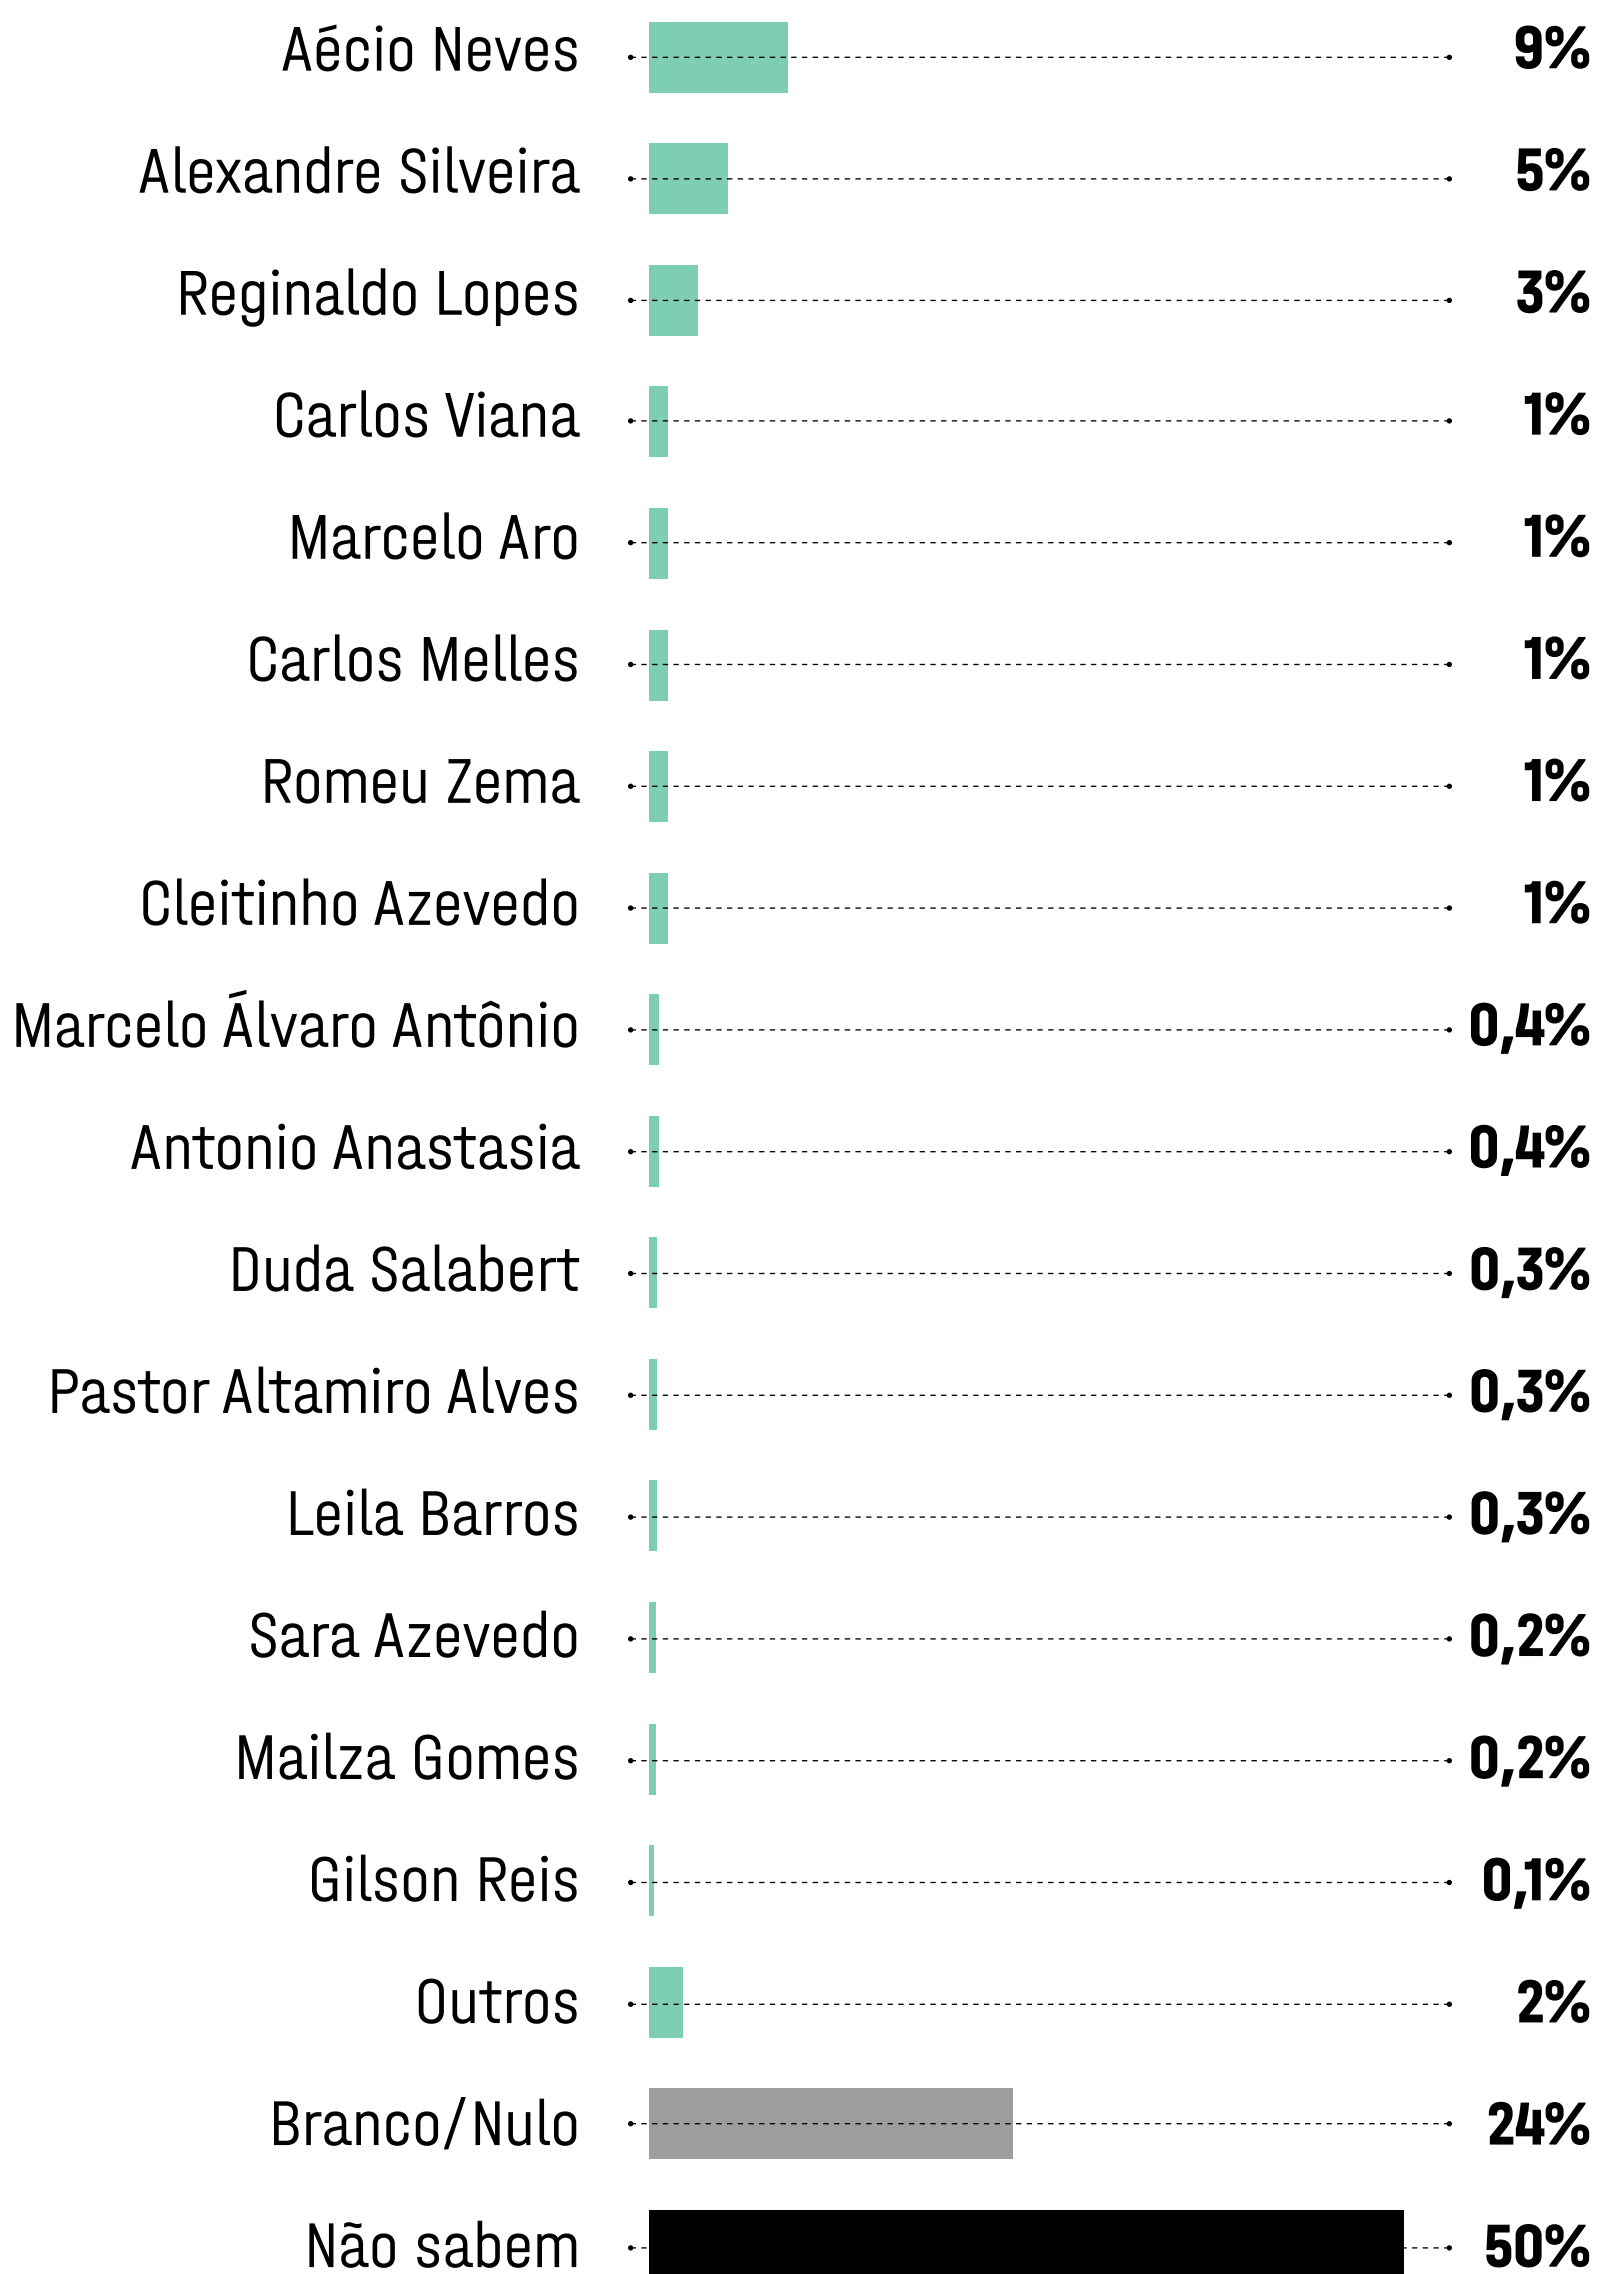 Aécio Neves 9%
Alexandre Silveira 5%
Reginaldo Lopes 3%
Carlos Viana 1%
Marcelo Aro 1%
Carlos Melles 1%
Romeu Zema 1%
Cleitinho Azevedo 1%
Marcelo Álvaro Antônio 0,4%
Antonio Anastasia 0,4%
Duda Salabert 0,3%
Pastor Altamiro Alves 0,3%
Leila Barros 0,3%
Sara Azevedo 0,2%
Mailza Gomes 0,2%
Gilson Reis 0,1%
Outros 2%
Branco/Nulo 24%
Não sabem 50%